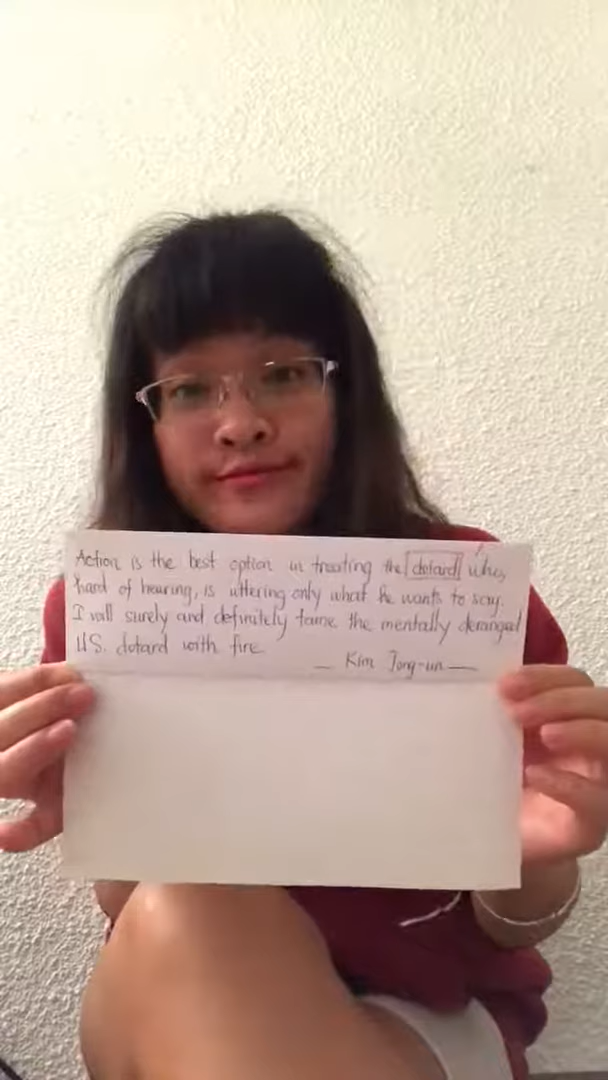 Action is the best option in treating the dotard who,
hard of hearing, is uttering only what he wants to say.
I will surely and definitely tame the mentally deranged
US. dotard with fire
— Kim Jong-un —